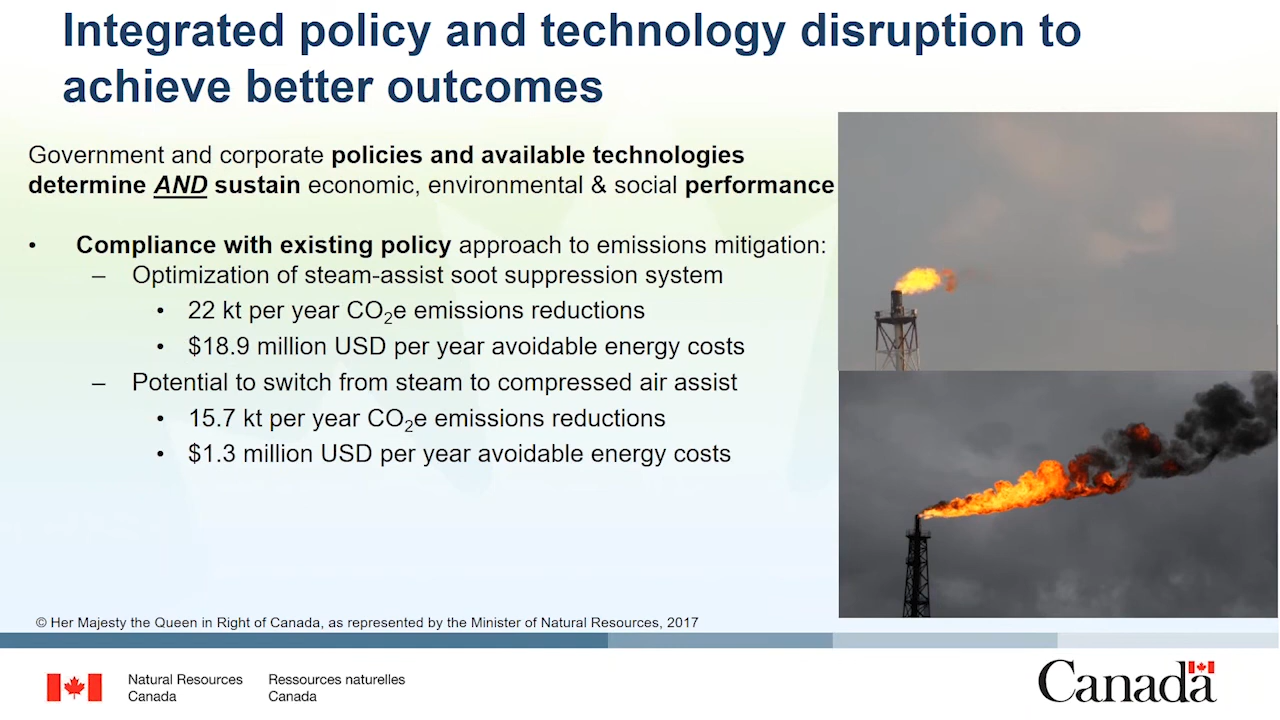 Integrated policy and technology disruption to
achieve better outcomes
Government and corporate policies and available technologies
determine AND sustain economic, environmental & social performance
• Compliance with existing policy approach to emissions mitigation:
– Optimization of steam-assist soot suppression system
• 22 kt per year CO₂e emissions reductions
• $18.9 million USD per year avoidable energy costs
– Potential to switch from steam to compressed air assist
• 15.7 kt per year CO₂e emissions reductions
• $1.3 million USD per year avoidable energy costs
© Her Majesty the Queen in Right of Canada, as represented by the Minister of Natural Resources, 2017
Natural Resources
Canada
Ressources naturelles
Canada
Canada